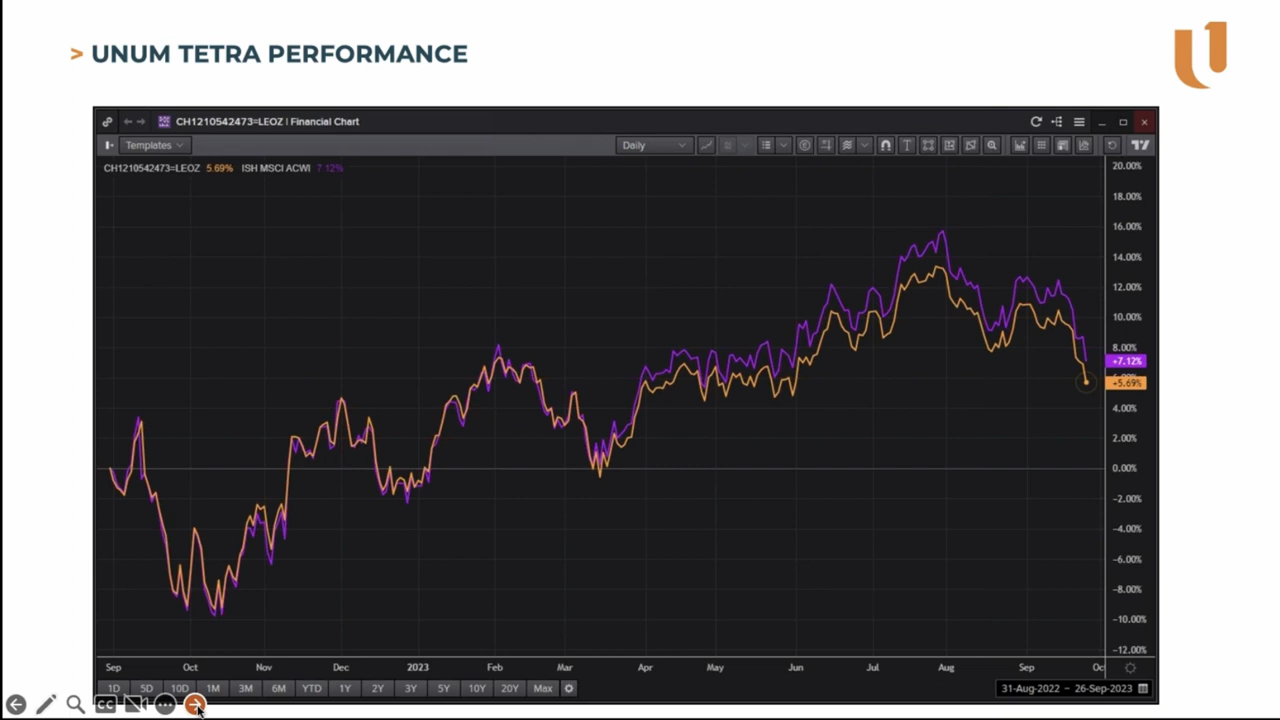 > UNUM TETRA PERFORMANCE
CH1210542473=LEOZ | Financial Chart
Templates
Daily
CH1210542473=LEOZ 5.69% ISH MSCI ACWI 7.12%
20.00%
18.00%
16.00%
14.00%
12.00%
10.00%
8.00%
+7.12%
+5.69%
4.00%
2.00%
0.00%
−2.00%
−4.00%
−6.00%
−8.00%
−10.00%
−12.00%
Sep Oct Nov Dec 2023 Feb Mar Apr May Jun Jul Aug Sep Oc
1D 5D 10D 1M 3M 6M YTD 1Y 2Y 3Y 5Y 10Y 20Y Max
31-Aug-2022 – 26-Sep-2023
CC